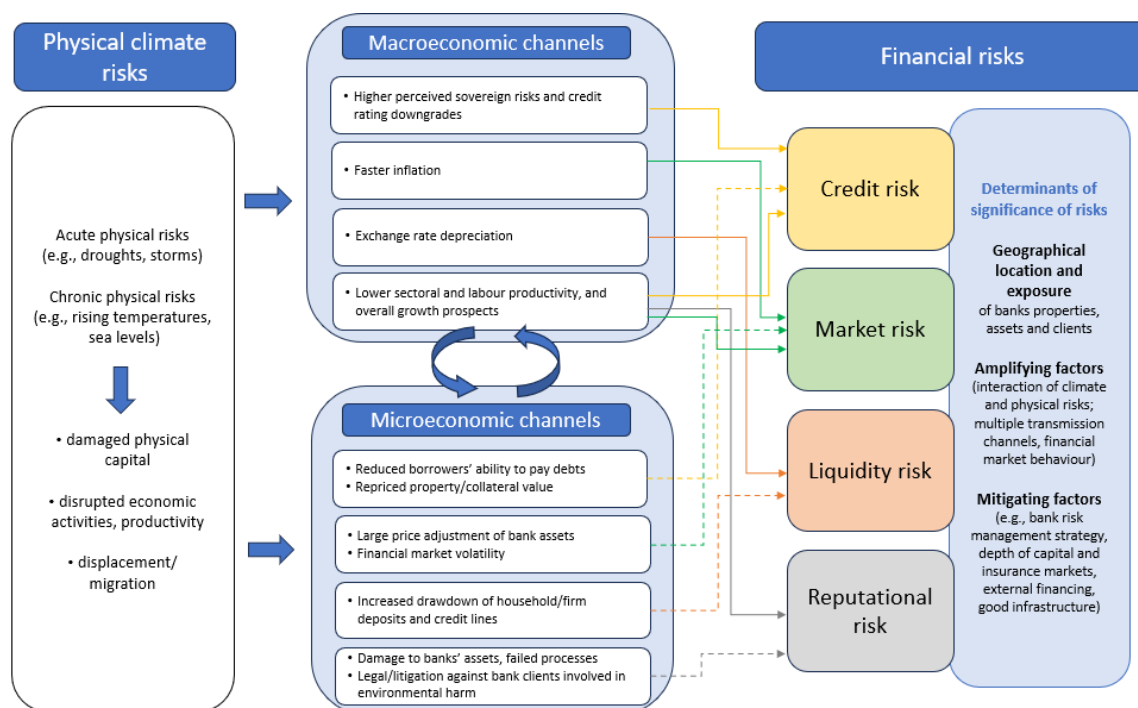 Physical climate
risks
Acute physical risks
(e.g., droughts, storms)
Chronic physical risks
(e.g., rising temperatures,
sea levels)
• damaged physical
capital
• disrupted economic
activities, productivity
• displacement/
migration
Macroeconomic channels
• Higher perceived sovereign risks and credit
rating downgrades
• Faster inflation
• Exchange rate depreciation
• Lower sectoral and labour productivity, and
overall growth prospects
Microeconomic channels
• Reduced borrowers' ability to pay debts
• Repriced property/collateral value
• Large price adjustment of bank assets
• Financial market volatility
• Increased drawdown of household/firm
deposits and credit lines
• Damage to banks' assets, failed processes
• Legal/litigation against bank clients involved in
environmental harm
Financial risks
Credit risk
Market risk
Liquidity risk
Reputational
risk
Determinants of
significance of risks
Geographical
location and
exposure
of banks properties,
assets and clients
Amplifying factors
(interaction of climate
and physical risks;
multiple transmission
channels, financial
market behaviour)
Mitigating factors
(e.g., bank risk
management strategy,
depth of capital and
insurance markets,
external financing,
good infrastructure)